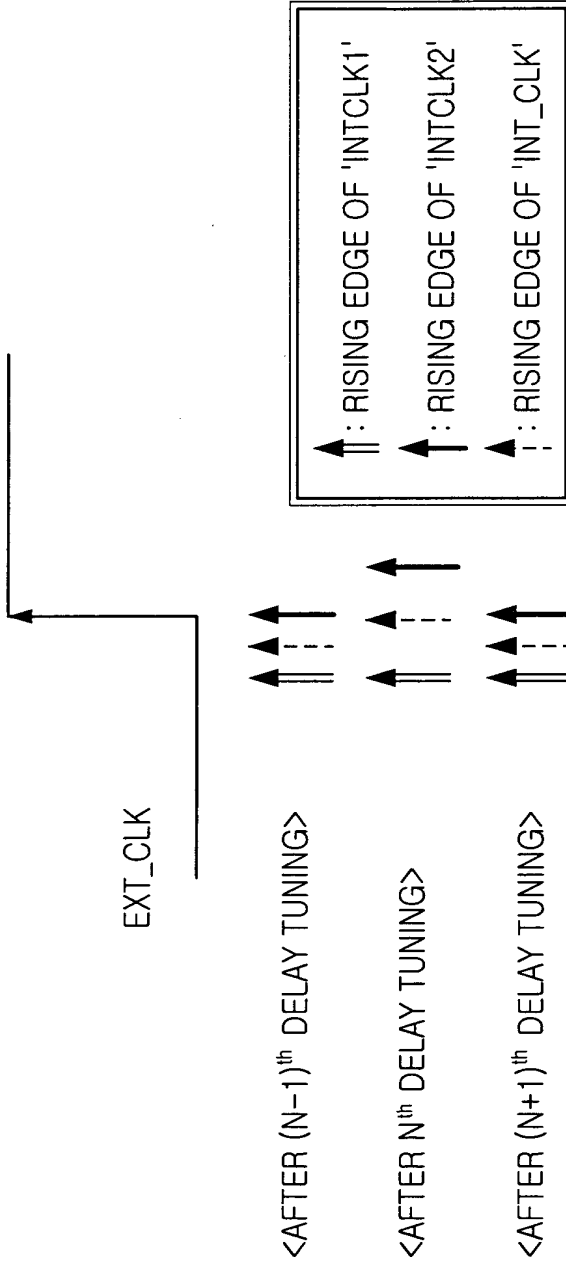 EXT_CLK
<AFTER (N-1)th DELAY TUNING>
<AFTER Nth DELAY TUNING>
<AFTER (N+1)th DELAY TUNING>
: RISING EDGE OF 'INTCLK1'
: RISING EDGE OF 'INTCLK2'
: RISING EDGE OF 'INT_CLK'